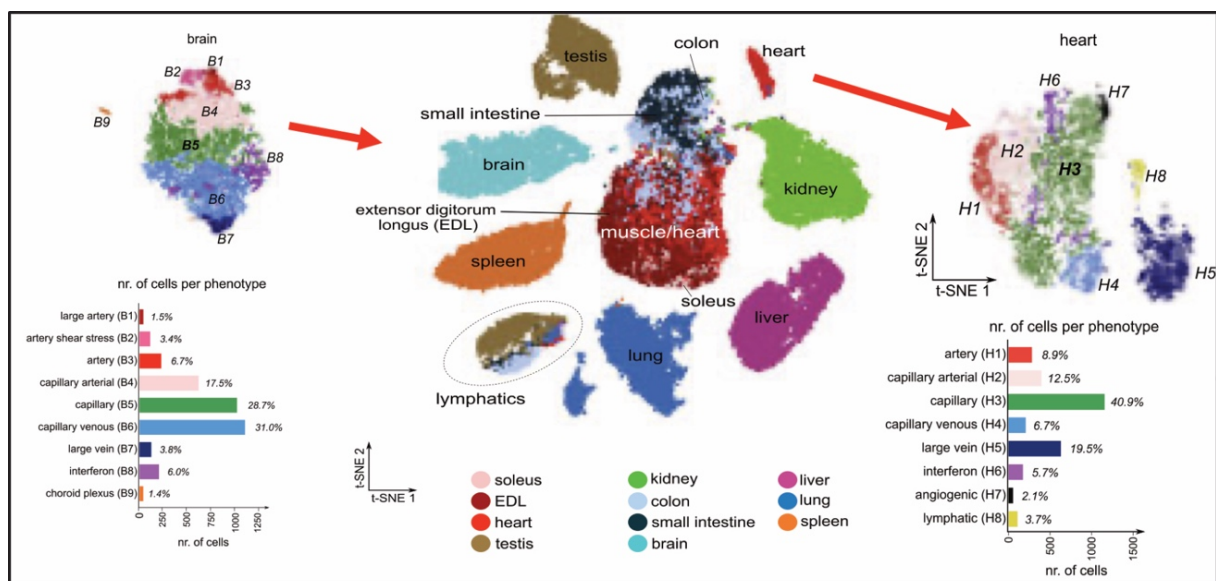 brain
B1
B2
B3
B4
B9
B5
B8
B6
B7
nr. of cells per phenotype
large artery (B1)
1.5%
artery shear stress (B2)
3.4%
artery (B3)
6.7%
capillary arterial (B4)
17.5%
capillary (B5)
28.7%
capillary venous (B6)
31.0%
large vein (B7)
3.8%
interferon (B8)
6.0%
choroid plexus (B9)
1.4%
0
250
500
750
1000
1250
nr. of cells
testis
colon
heart
small intestine
brain
kidney
extensor digitorum
longus (EDL)
muscle/heart
spleen
soleus
liver
lung
lymphatics
t-SNE 2
t-SNE 1
soleus
EDL
heart
testis
kidney
colon
small intestine
brain
liver
lung
spleen
heart
H6
H7
H2
H3
H8
H1
H4
H5
t-SNE 2
t-SNE 1
nr. of cells per phenotype
artery (H1)
8.9%
capillary arterial (H2)
12.5%
capillary (H3)
40.9%
capillary venous (H4)
6.7%
large vein (H5)
19.5%
interferon (H6)
5.7%
angiogenic (H7)
2.1%
lymphatic (H8)
3.7%
0
500
1000
1500
nr. of cells